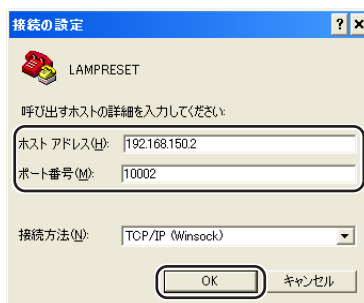 接続の設定
LAMPRESET
呼び出すホストの詳細を入力してください:
ホスト アドレス(H): 192.168.150.2
ポート番号(M): 10002
接続方法(N): TCP/IP (Winsock)
OK キャンセル